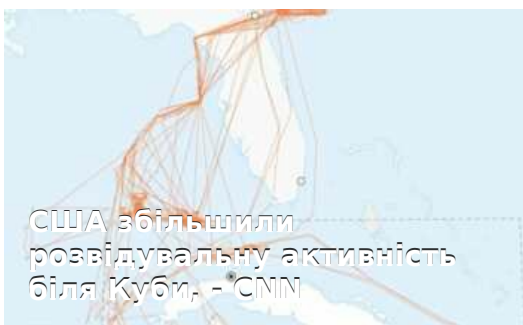 США збільшили
розвідувальну активність
біля Куби, - CNN